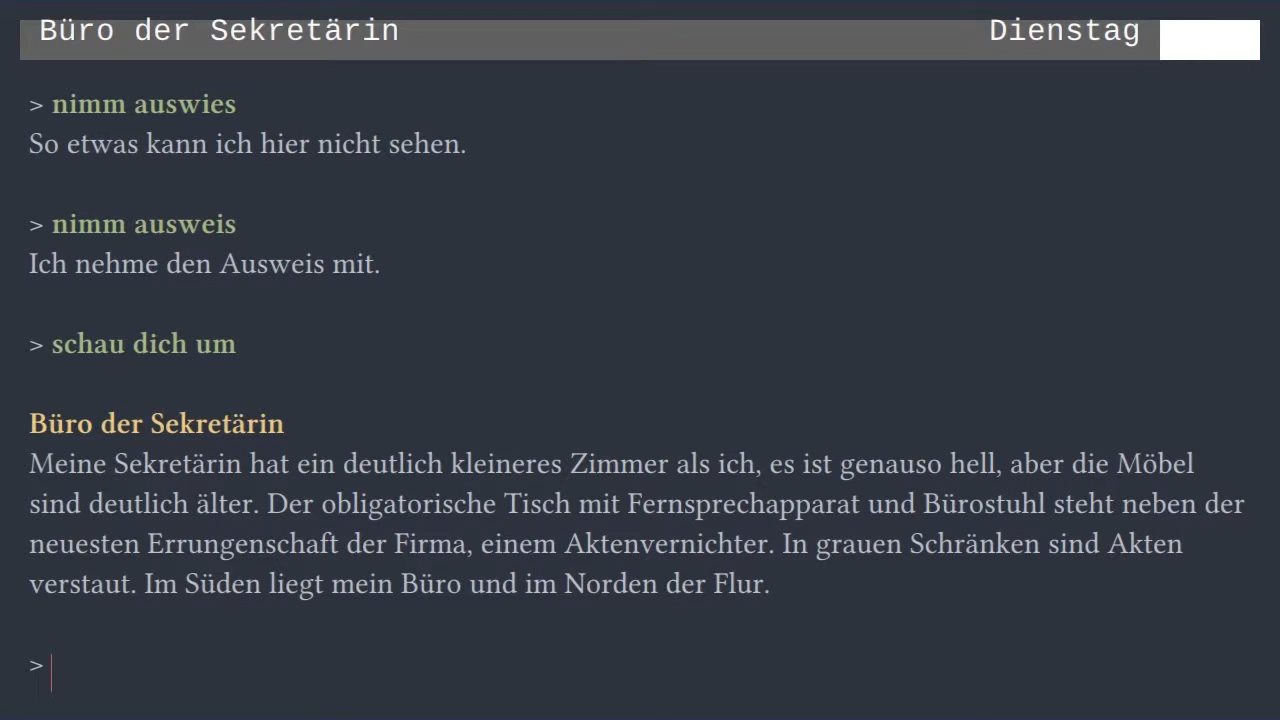 Büro der Sekretärin Dienstag
> nimm auswies
So etwas kann ich hier nicht sehen.
> nimm ausweis
Ich nehme den Ausweis mit.
> schau dich um
Büro der Sekretärin
Meine Sekretärin hat ein deutlich kleineres Zimmer als ich, es ist genauso hell, aber die Möbel
sind deutlich älter. Der obligatorische Tisch mit Fernsprechapparat und Bürostuhl steht neben der
neuesten Errungenschaft der Firma, einem Aktenvernichter. In grauen Schränken sind Akten
verstaut. Im Süden liegt mein Büro und im Norden der Flur.
>